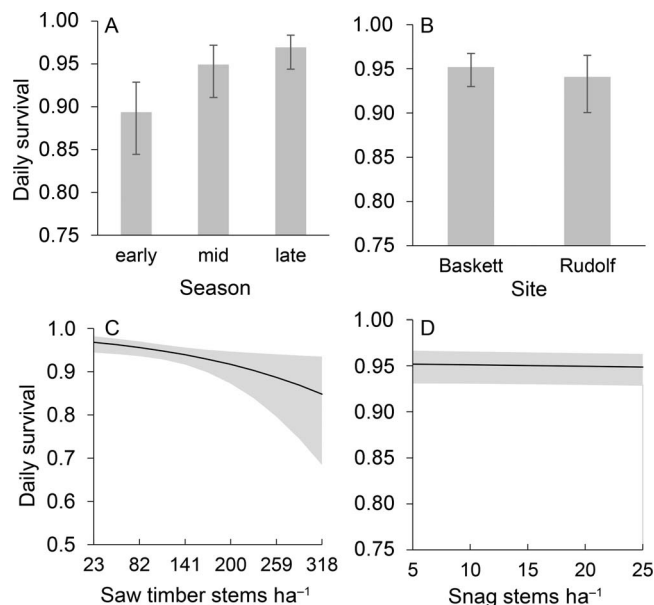 A
Daily survival
1.00
0.95
0.90
0.85
0.80
0.75
early mid late
Season
B
1.00
0.95
0.90
0.85
0.80
0.75
Baskett Rudolf
Site
C
Daily survival
1.0
0.9
0.8
0.7
0.6
0.5
23 82 141 200 259 318
Saw timber stems ha⁻¹
D
1.00
0.95
0.90
0.85
0.80
0.75
5 10 15 20 25
Snag stems ha⁻¹